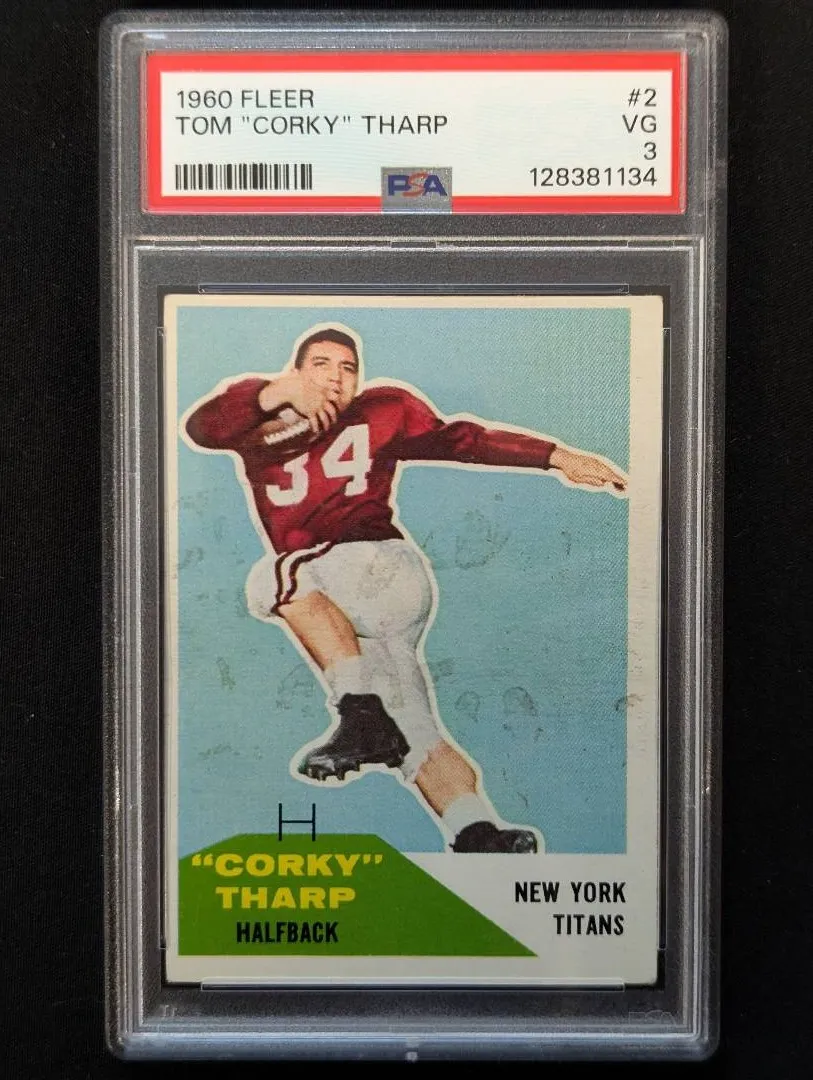 1960 FLEER #2
TOM "CORKY" THARP VG
3
PSA 128381134
34
"CORKY"
THARP
HALFBACK
NEW YORK
TITANS